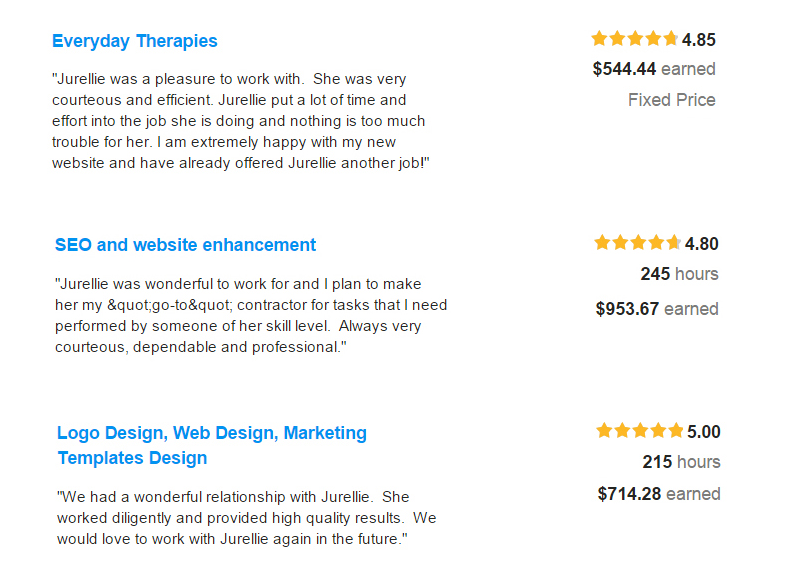 Everyday Therapies
4.85
"Jurellie was a pleasure to work with.  She was very
$544.44 earned
courteous and efficient. Jurellie put a lot of time and
Fixed Price
effort into the job she is doing and nothing is too much
trouble for her. I am extremely happy with my new
website and have already offered Jurellie another job!"
SEO and website enhancement
4.80
"Jurellie was wonderful to work for and I plan to make
245 hours
her my &quot;go-to&quot; contractor for tasks that I need
$953.67 earned
performed by someone of her skill level.  Always very
courteous, dependable and professional."
Logo Design, Web Design, Marketing
5.00
Templates Design
215 hours
"We had a wonderful relationship with Jurellie.  She
$714.28 earned
worked diligently and provided high quality results.  We
would love to work with Jurellie again in the future."